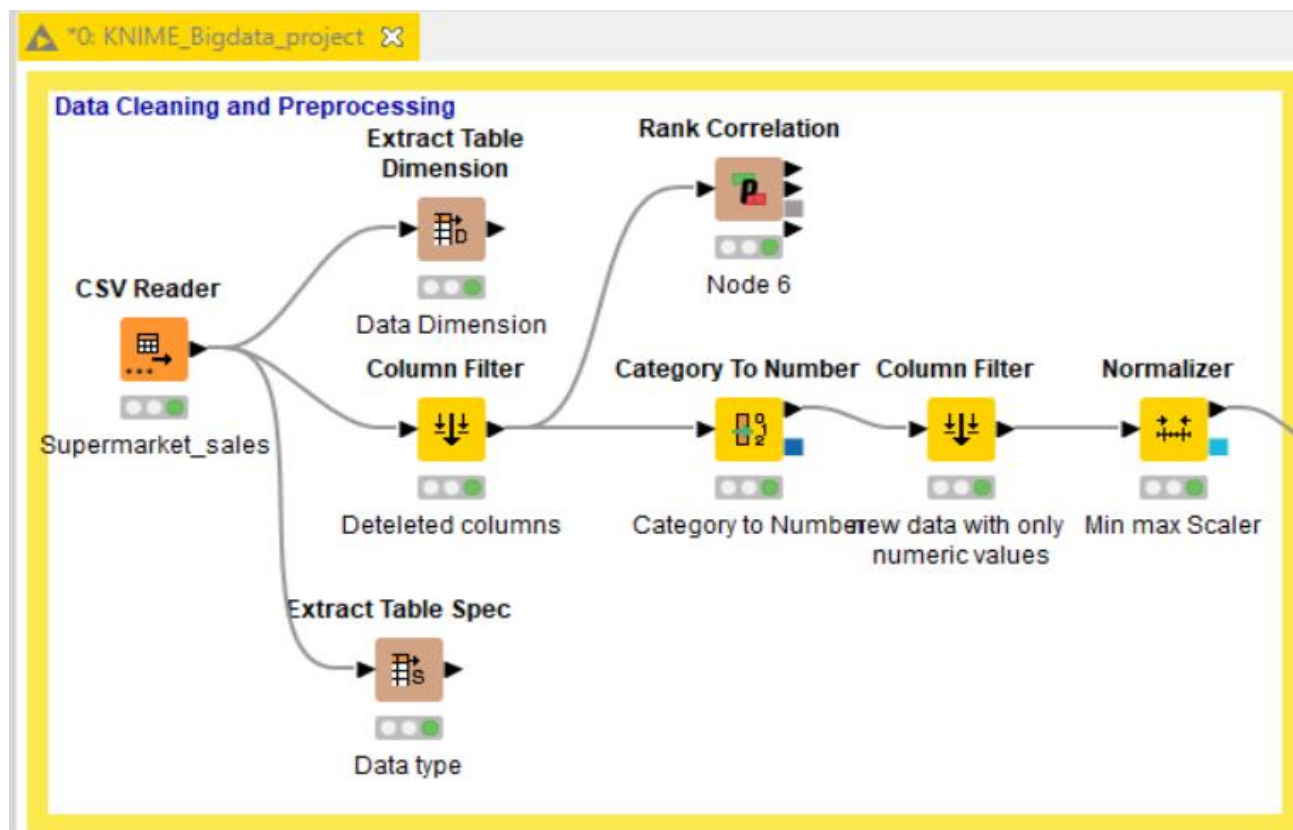 *0: KNIME_Bigdata_project
Data Cleaning and Preprocessing
Extract Table
Dimension
Data Dimension
Rank Correlation
Node 6
CSV Reader
Supermarket_sales
Column Filter
Deteleted columns
Category To Number
Category to Number
Column Filter
new data with only
numeric values
Normalizer
Min max Scaler
Extract Table Spec
Data type